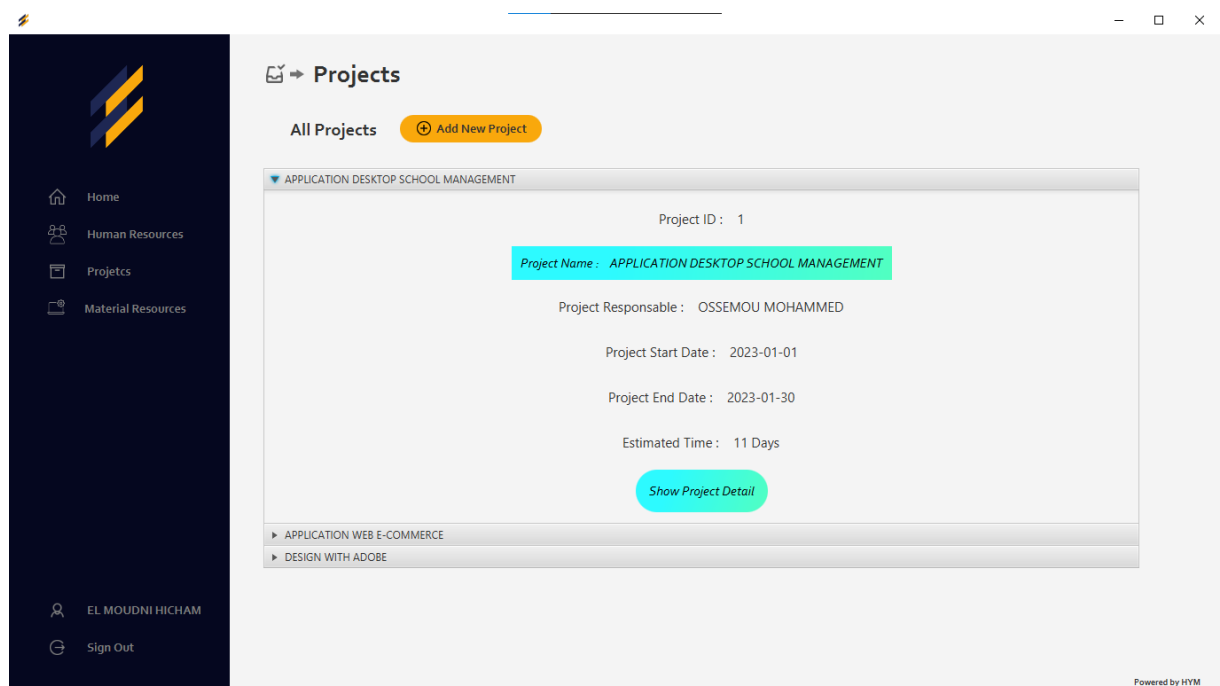 Projects
All Projects
Add New Project
APPLICATION DESKTOP SCHOOL MANAGEMENT
Home
Human Resources
Projetcs
Material Resources
Project ID : 1
Project Name : APPLICATION DESKTOP SCHOOL MANAGEMENT
Project Responsable : OSSEMOU MOHAMMED
Project Start Date : 2023-01-01
Project End Date : 2023-01-30
Estimated Time : 11 Days
Show Project Detail
APPLICATION WEB E-COMMERCE
DESIGN WITH ADOBE
EL MOUDNI HICHAM
Sign Out
Powered by HYM